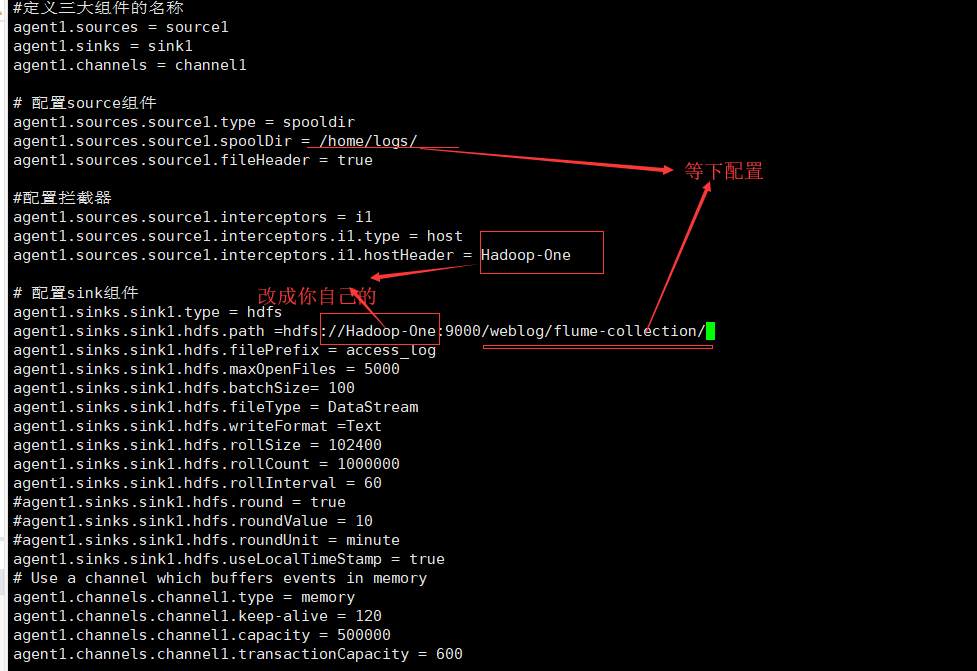 #定义三大组件的名称
agent1.sources = source1
agent1.sinks = sink1
agent1.channels = channel1
# 配置source组件
agent1.sources.source1.type = spooldir
agent1.sources.source1.spoolDir = /home/logs/
agent1.sources.source1.fileHeader = true
等下配置
#配置拦截器
agent1.sources.source1.interceptors = i1
agent1.sources.source1.interceptors.i1.type = host
agent1.sources.source1.interceptors.i1.hostHeader = Hadoop-One
# 配置sink组件
改成你自己的
agent1.sinks.sink1.type = hdfs
agent1.sinks.sink1.hdfs.path =hdfs://Hadoop-One:9000/weblog/flume-collection/
agent1.sinks.sink1.hdfs.filePrefix = access_log
agent1.sinks.sink1.hdfs.maxOpenFiles = 5000
agent1.sinks.sink1.hdfs.batchSize= 100
agent1.sinks.sink1.hdfs.fileType = DataStream
agent1.sinks.sink1.hdfs.writeFormat =Text
agent1.sinks.sink1.hdfs.rollSize = 102400
agent1.sinks.sink1.hdfs.rollCount = 1000000
agent1.sinks.sink1.hdfs.rollInterval = 60
#agent1.sinks.sink1.hdfs.round = true
#agent1.sinks.sink1.hdfs.roundValue = 10
#agent1.sinks.sink1.hdfs.roundUnit = minute
agent1.sinks.sink1.hdfs.useLocalTimeStamp = true
# Use a channel which buffers events in memory
agent1.channels.channel1.type = memory
agent1.channels.channel1.keep-alive = 120
agent1.channels.channel1.capacity = 500000
agent1.channels.channel1.transactionCapacity = 600